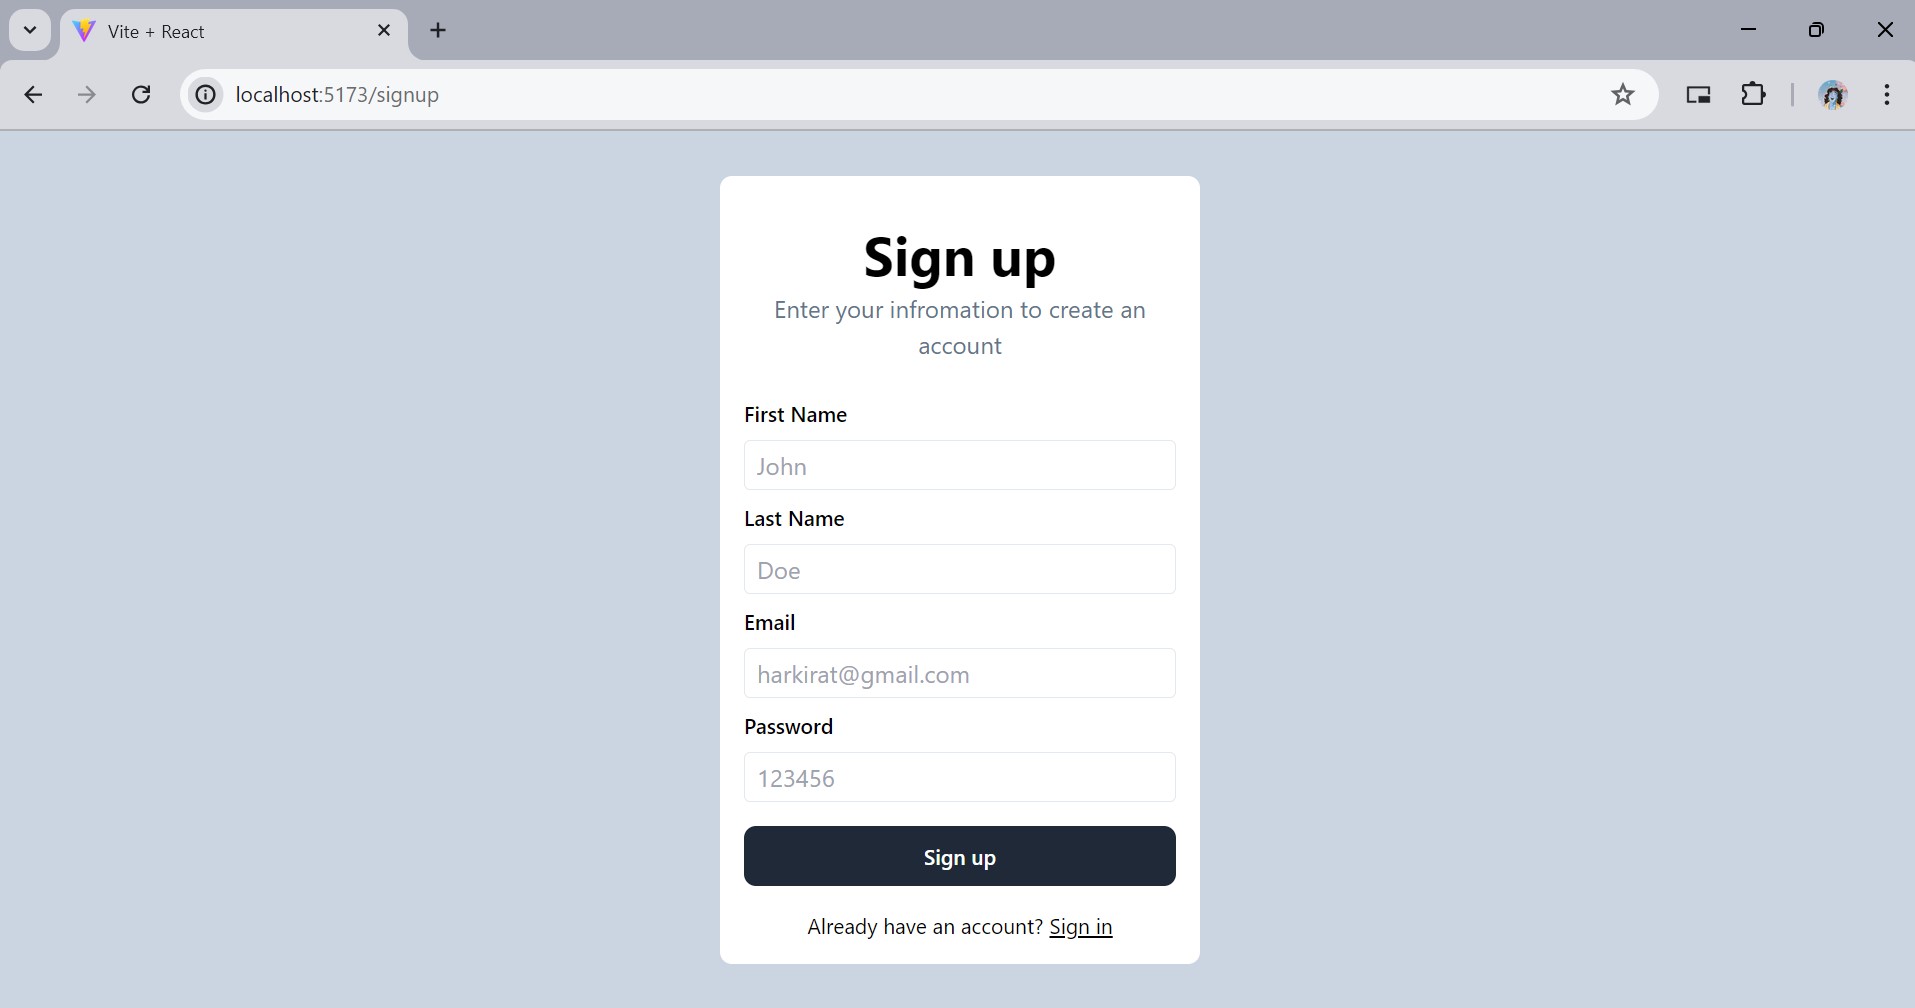 Vite + React
localhost:5173/signup
Sign up
Enter your infromation to create an
account
First Name
John
Last Name
Doe
Email
harkirat@gmail.com
Password
123456
Sign up
Already have an account? Sign in